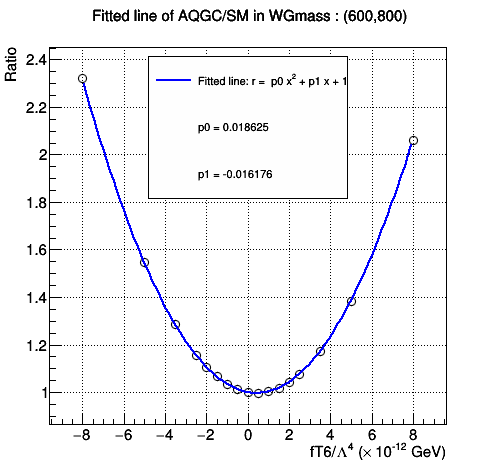 Fitted line of AQGC/SM in WGmass : (600,800)
Ratio
2.4
2.2
2
1.8
1.6
1.4
1.2
1
Fitted line: r = p0 x² + p1 x + 1
p0 = 0.018625
p1 = -0.016176
−8 −6 −4 −2 0 2 4 6 8
fT6/Λ⁴ (× 10⁻¹² GeV)